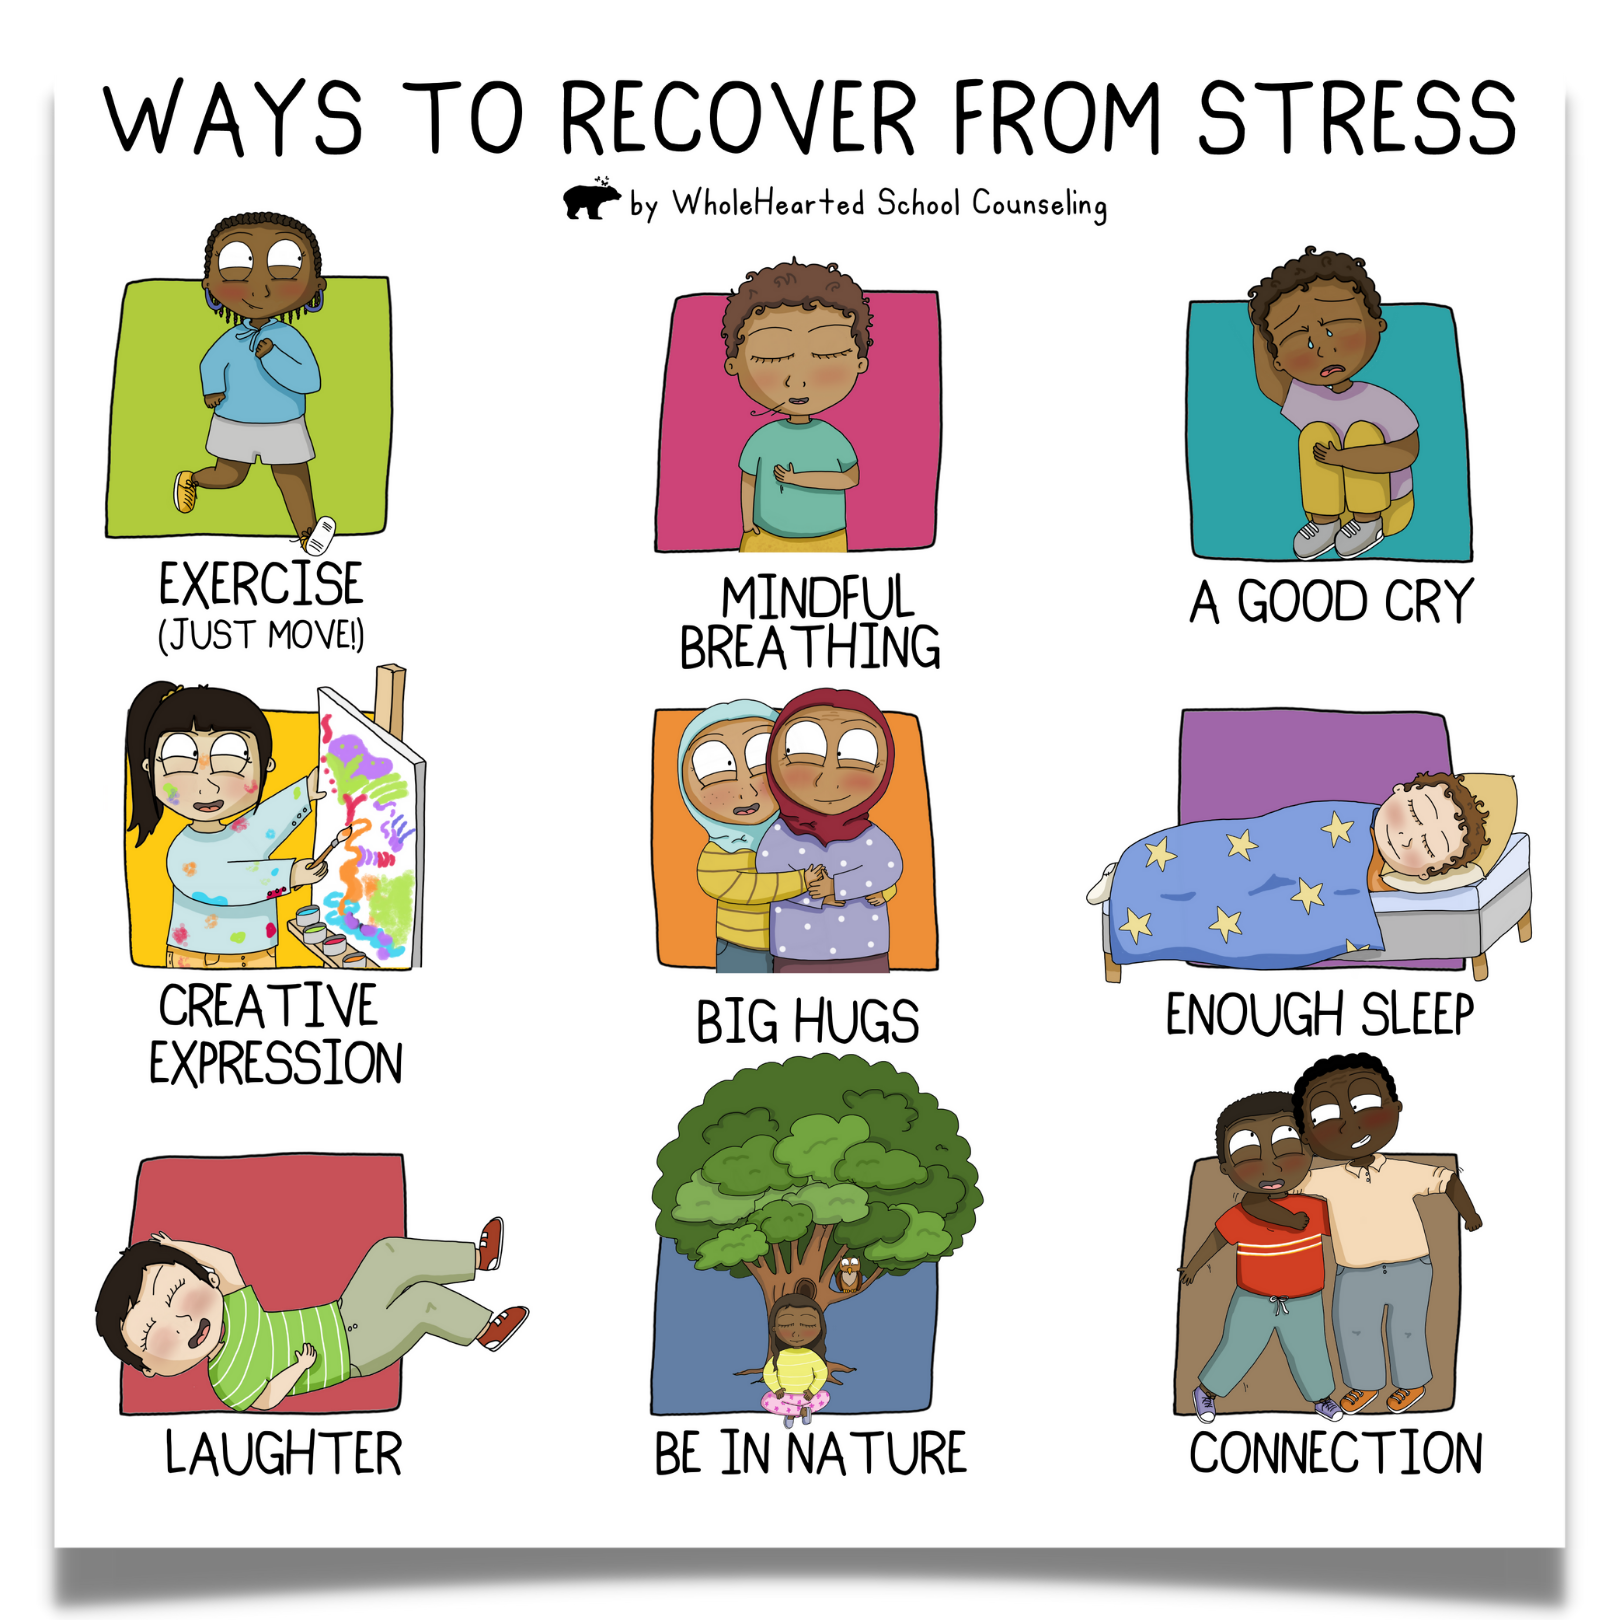 WAYS TO RECOVER FROM STRESS
by WholeHearted School Counseling
EXERCISE
(JUST MOVE!)
MINDFUL
BREATHING
A GOOD CRY
CREATIVE
EXPRESSION
BIG HUGS
ENOUGH SLEEP
LAUGHTER
BE IN NATURE
CONNECTION